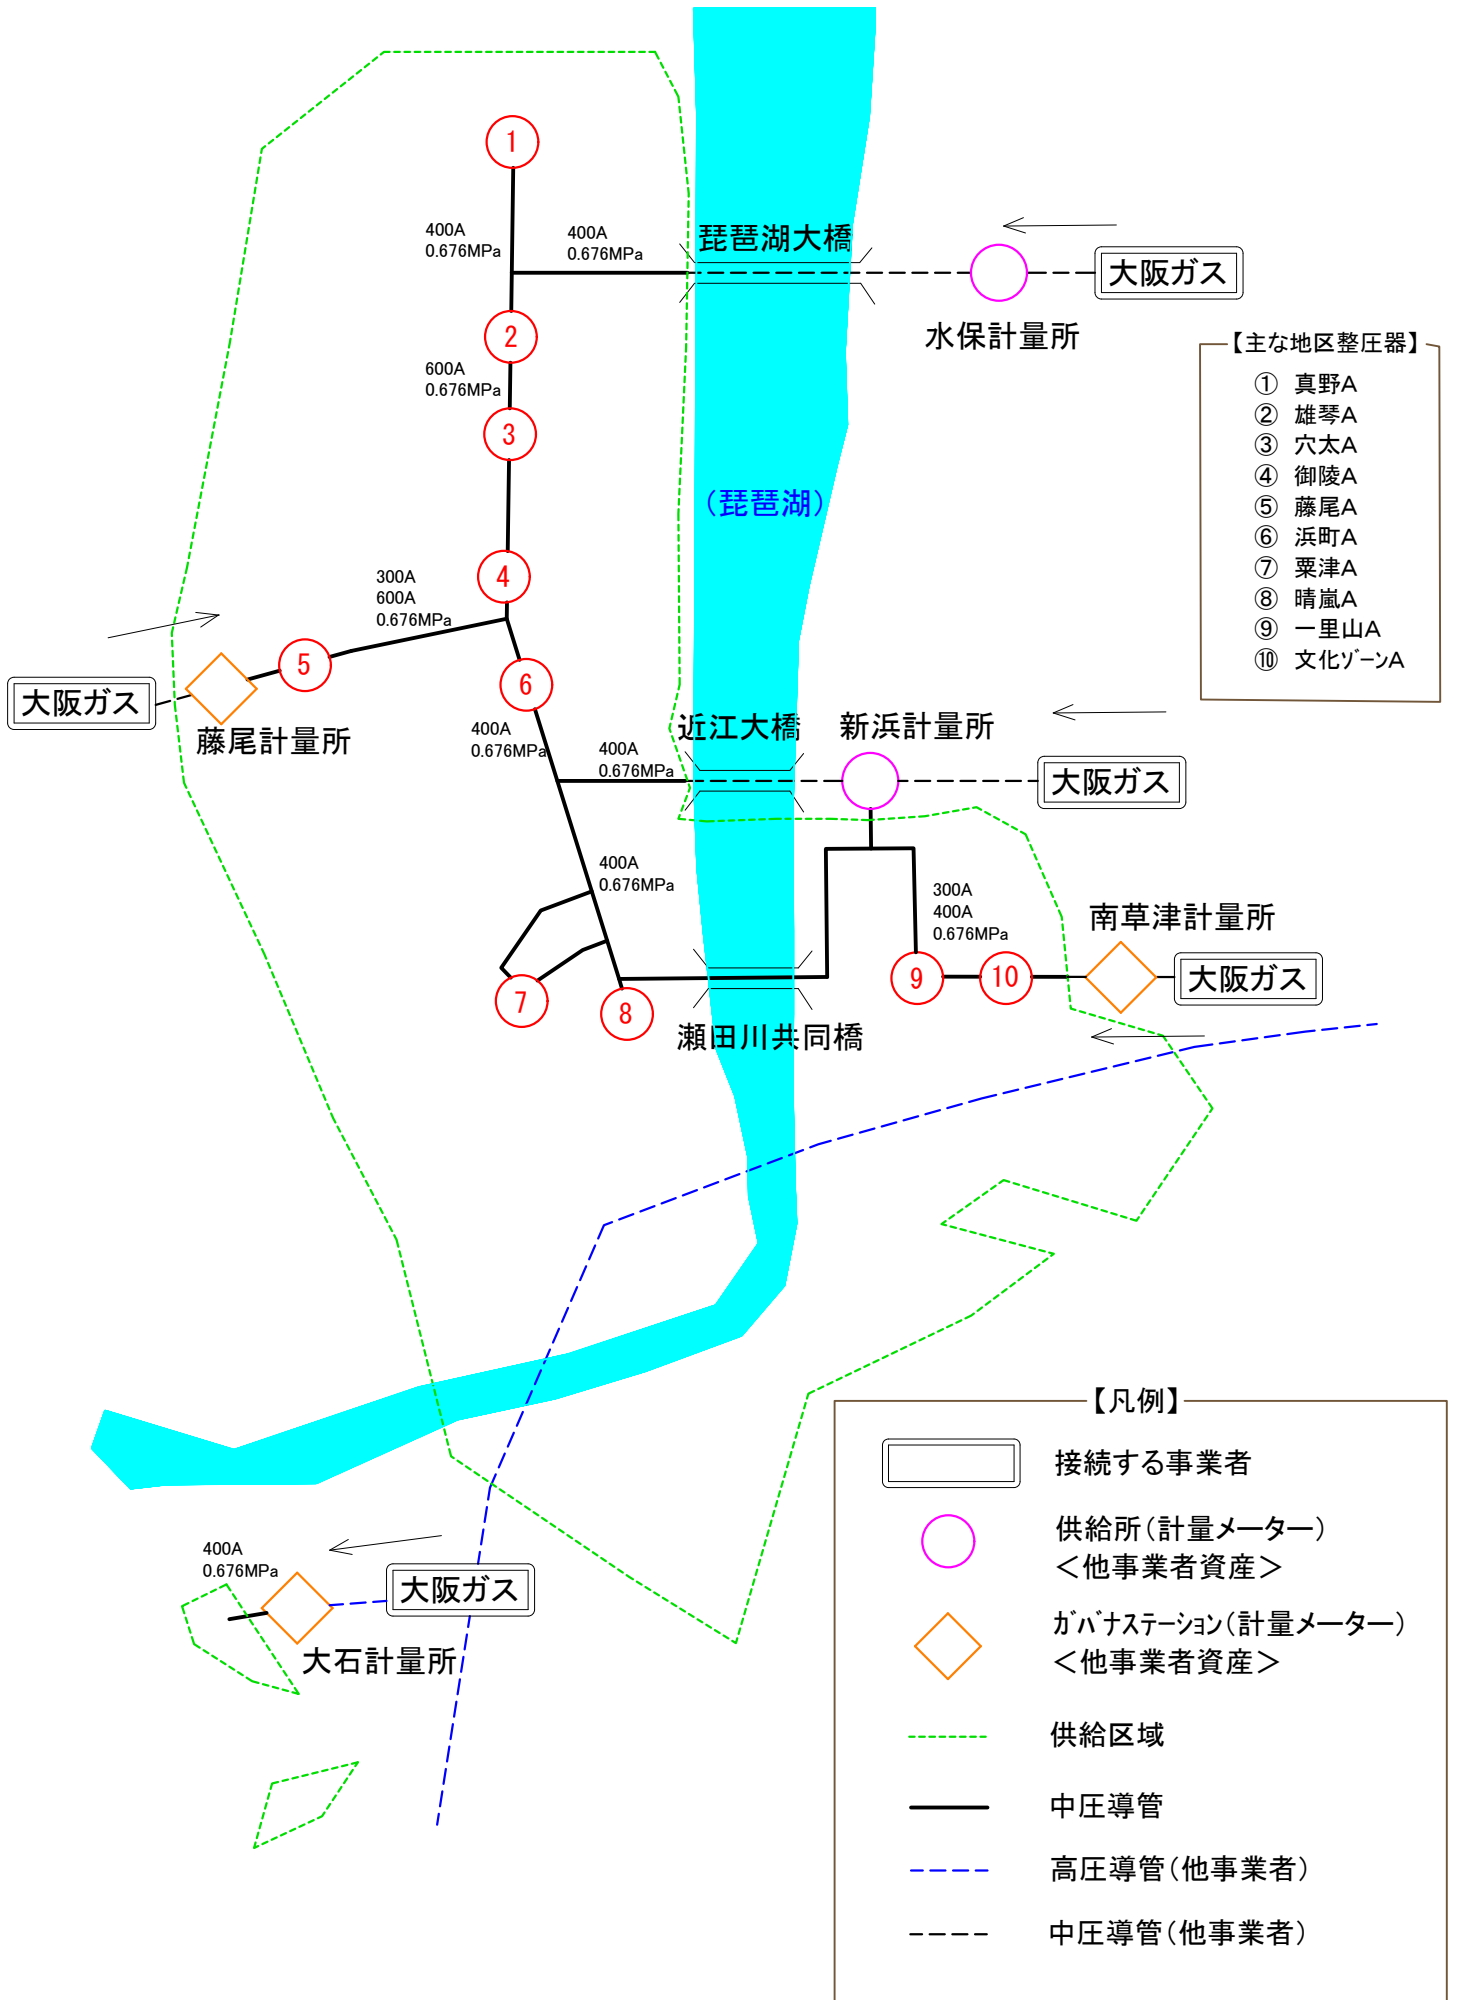 ①
400A
0.676MPa
400A
0.676MPa
琵琶湖大橋
大阪ガス
水保計量所
②
600A
0.676MPa
③
【主な地区整圧器】
① 真野A
② 雄琴A
③ 穴太A
④ 御陵A
⑤ 藤尾A
⑥ 浜町A
⑦ 粟津A
⑧ 晴嵐A
⑨ 一里山A
⑩ 文化ｿﾞｰﾝA
(琵琶湖)
④
300A
600A
0.676MPa
⑤
大阪ガス
藤尾計量所
⑥
400A
0.676MPa
400A
0.676MPa
近江大橋
新浜計量所
大阪ガス
400A
0.676MPa
300A
400A
0.676MPa
南草津計量所
大阪ガス
⑦
⑧
⑨
⑩
瀬田川共同橋
400A
0.676MPa
大阪ガス
大石計量所
【凡例】
接続する事業者
供給所(計量メーター)
＜他事業者資産＞
ｶﾞﾊﾞﾅｽﾃｰｼｮﾝ(計量メーター)
＜他事業者資産＞
供給区域
中圧導管
高圧導管(他事業者)
中圧導管(他事業者)